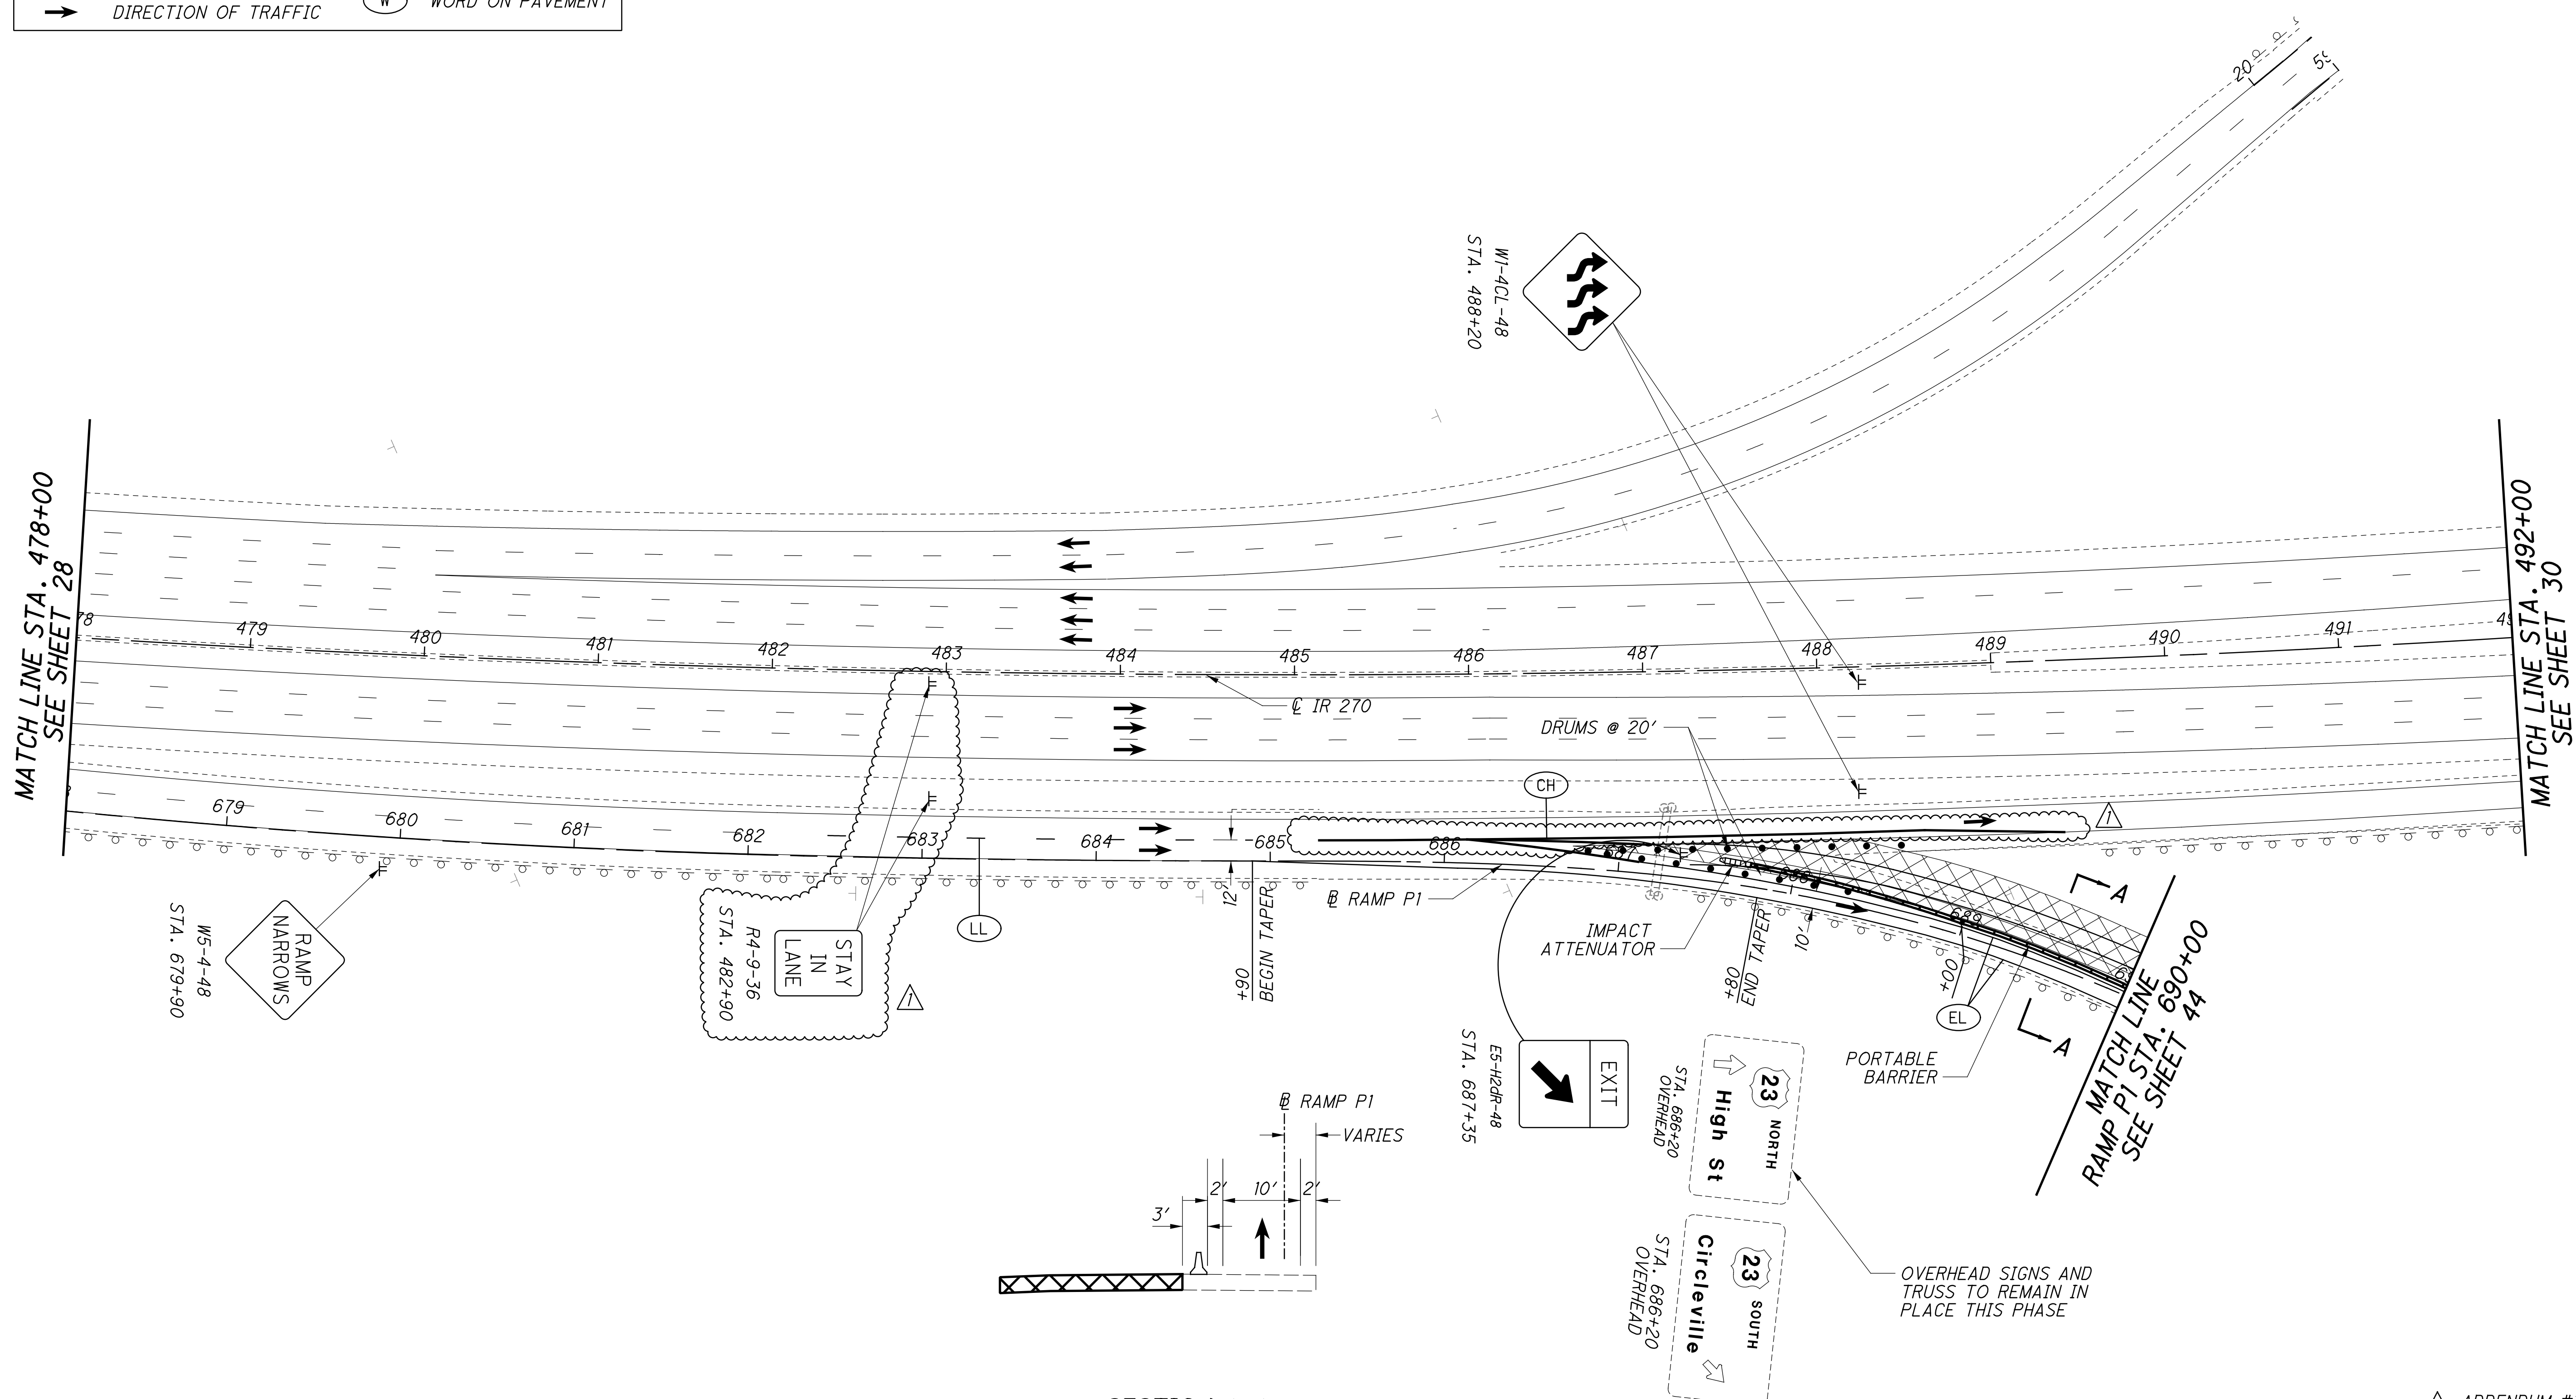 DIRECTION OF TRAFFIC
W WORD ON PAVEMENT
20
W1-4CL-48
STA. 488+20
MATCH LINE STA. 478+00
SEE SHEET 28
MATCH LINE STA. 492+00
SEE SHEET 30
479
480
481
482
483
484
485
486
487
488
489
490
491
℄ IR 270
DRUMS @ 20'
CH
1
679
680
681
682
683
684
685
686
687
688
689
12'
+90
BEGIN TAPER
℄ RAMP P1
IMPACT
ATTENUATOR
+80
END TAPER
10'
+00
EL
LL
A
A
PORTABLE
BARRIER
MATCH LINE
RAMP P1 STA. 690+00
SEE SHEET 44
RAMP
NARROWS
W5-4-48
STA. 679+90
STAY
IN
LANE
R4-9-36
STA. 482+90
1
EXIT
E5-H2dR-48
STA. 687+35
23 NORTH
High St
STA. 686+20
OVERHEAD
23 SOUTH
Circleville
STA. 686+20
OVERHEAD
OVERHEAD SIGNS AND
TRUSS TO REMAIN IN
PLACE THIS PHASE
℄ RAMP P1
VARIES
2' 10' 2'
3'